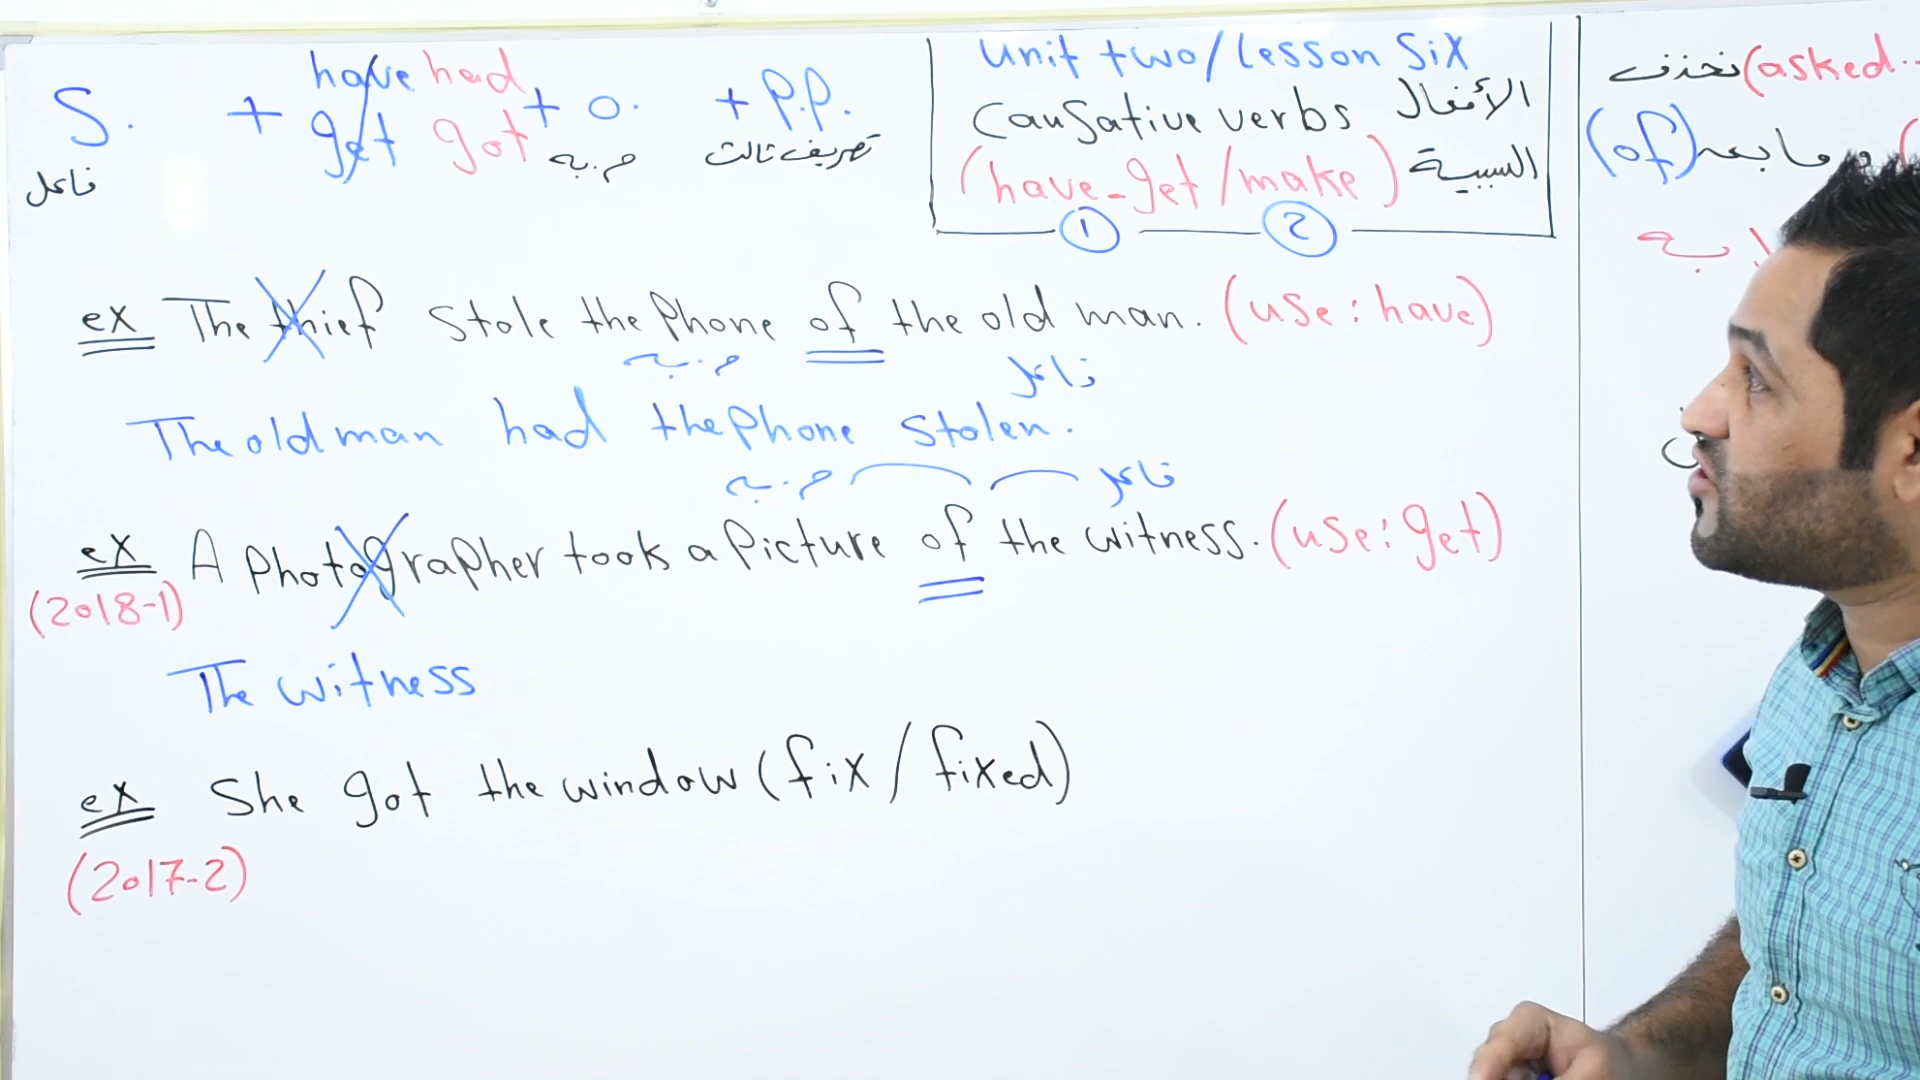 have had
S. + get got + o. + P.P.
فاعل م.به تصريف ثالث
Unit two/Lesson Six
Causative verbs الأفعال
(have-get/make) السببية
1 2
ex The thief stole the Phone of the old man. (use: have)
م.به فاعل
The old man had the Phone stolen.
م.به فاعل
ex A Photographer took a Picture of the witness. (use: get)
(2018-1)
The witness
ex She got the window (fix/fixed)
(2017-2)
نحذف (asked..
(of) وما بعد